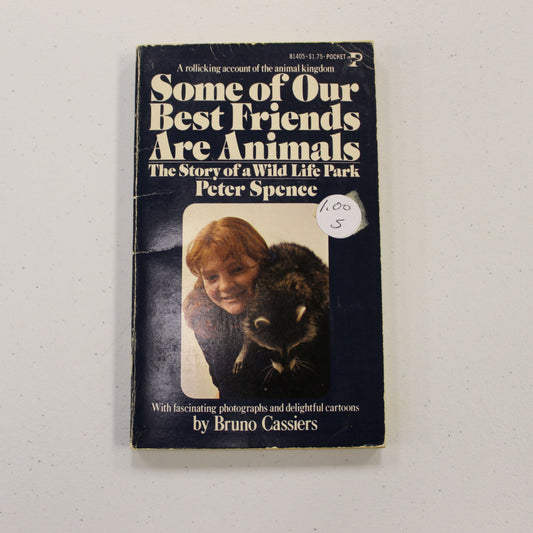 81405·$1.75·POCKET
A rollicking account of the animal kingdom
Some of Our
Best Friends
Are Animals
The Story of a Wild Life Park
Peter Spence
1.00
5
With fascinating photographs and delightful cartoons
by Bruno Cassiers